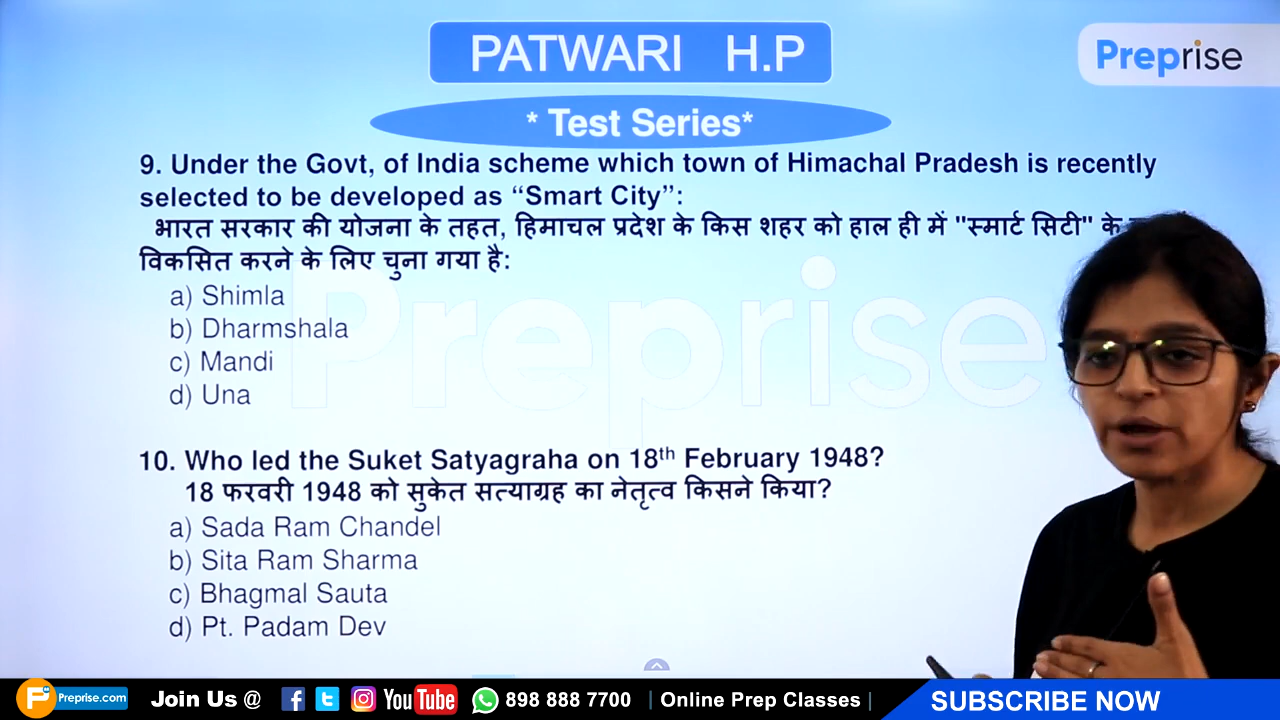 PATWARI H.P
Preprise
* Test Series*
9. Under the Govt, of India scheme which town of Himachal Pradesh is recently
selected to be developed as “Smart City”:
भारत सरकार की योजना के तहत, हिमाचल प्रदेश के किस शहर को हाल ही में "स्मार्ट सिटी" के
विकसित करने के लिए चुना गया है:
a) Shimla
b) Dharmshala
c) Mandi
d) Una
Preprise
10. Who led the Suket Satyagraha on 18th February 1948?
18 फरवरी 1948 को सुकेत सत्याग्रह का नेतृत्व किसने किया?
a) Sada Ram Chandel
b) Sita Ram Sharma
c) Bhagmal Sauta
d) Pt. Padam Dev
Preprise.com Join Us @ YouTube 898 888 7700 | Online Prep Classes | SUBSCRIBE NOW